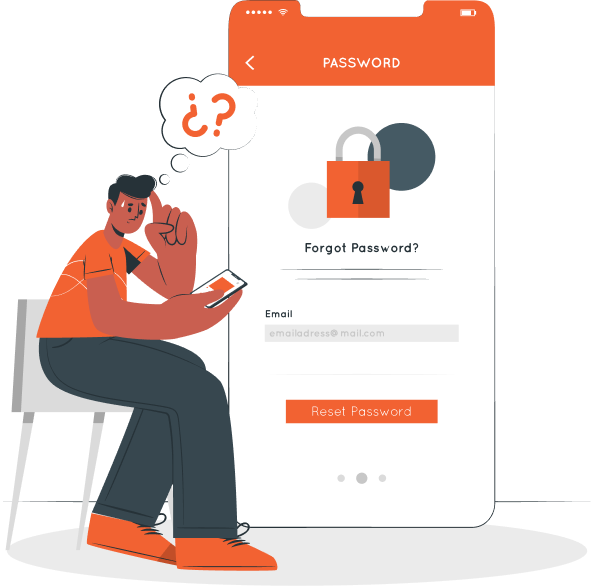 PASSWORD
¿?
Forgot Password?
Email
emailadress@mail.com
Reset Password